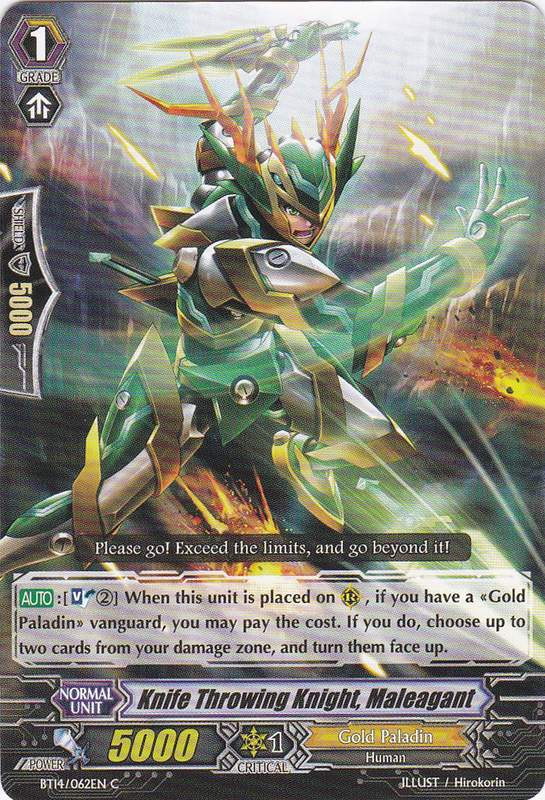 1
GRADE
SHIELD
5000
Please go! Exceed the limits, and go beyond it!
AUTO:[V②] When this unit is placed on R, if you have a «Gold
Paladin» vanguard, you may pay the cost. If you do, choose up to
two cards from your damage zone, and turn them face up.
NORMAL
UNIT
Knife Throwing Knight, Maleagant
POWER
5000
1
CRITICAL
Gold Paladin
Human
BT14/062EN C
ILLUST / Hirokorin